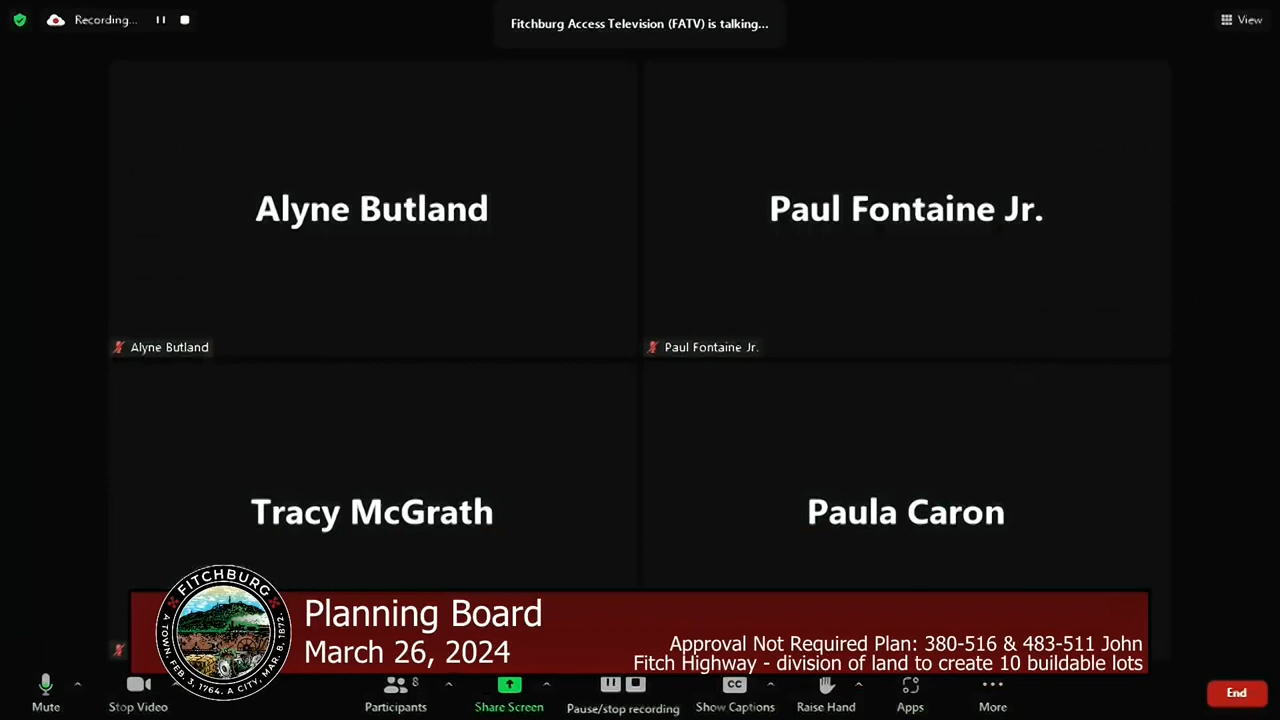 Recording...
Fitchburg Access Television (FATV) is talking...
View
Alyne Butland
Paul Fontaine Jr.
Alyne Butland
Paul Fontaine Jr.
Tracy McGrath
Paula Caron
FITCHBURG
A TOWN, FEB. 3, 1764. A CITY, MAR. 8, 1872.
Planning Board
March 26, 2024
Approval Not Required Plan: 380-516 & 483-511 John
Fitch Highway - division of land to create 10 buildable lots
8
CC
Mute
Stop Video
Participants
Share Screen
Pause/stop recording
Show Captions
Raise Hand
Apps
More
End